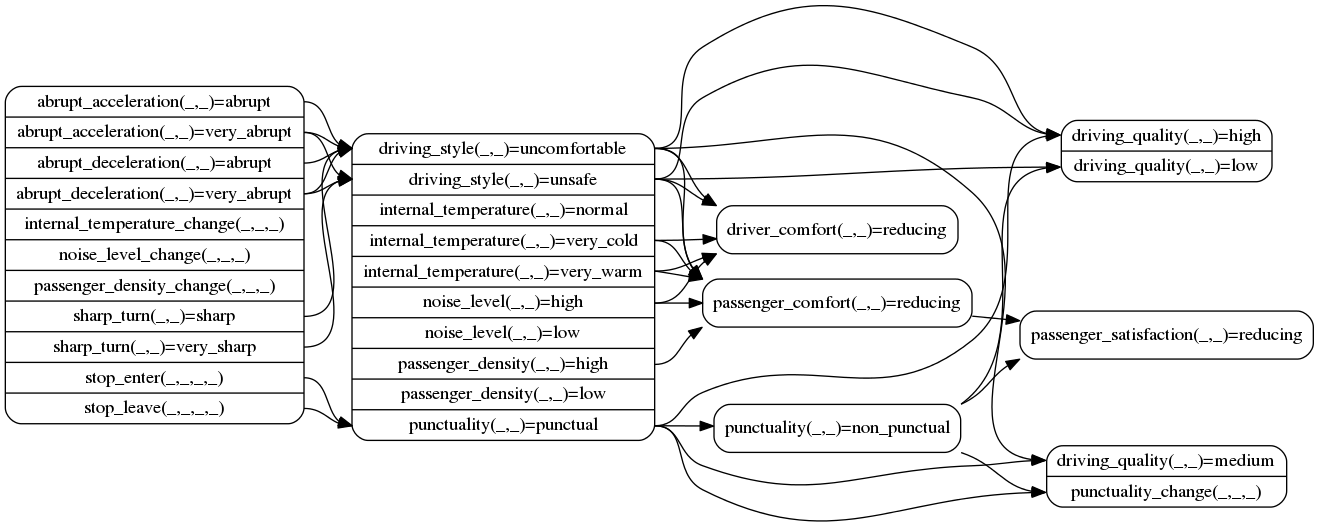 abrupt_acceleration(_,_)=abrupt
abrupt_acceleration(_,_)=very_abrupt
abrupt_deceleration(_,_)=abrupt
abrupt_deceleration(_,_)=very_abrupt
internal_temperature_change(_,_,_)
noise_level_change(_,_,_)
passenger_density_change(_,_,_)
sharp_turn(_,_)=sharp
sharp_turn(_,_)=very_sharp
stop_enter(_,_,_,_)
stop_leave(_,_,_,_)
driving_style(_,_)=uncomfortable
driving_style(_,_)=unsafe
internal_temperature(_,_)=normal
internal_temperature(_,_)=very_cold
internal_temperature(_,_)=very_warm
noise_level(_,_)=high
noise_level(_,_)=low
passenger_density(_,_)=high
passenger_density(_,_)=low
punctuality(_,_)=punctual
driver_comfort(_,_)=reducing
passenger_comfort(_,_)=reducing
punctuality(_,_)=non_punctual
driving_quality(_,_)=high
driving_quality(_,_)=low
passenger_satisfaction(_,_)=reducing
driving_quality(_,_)=medium
punctuality_change(_,_,_)